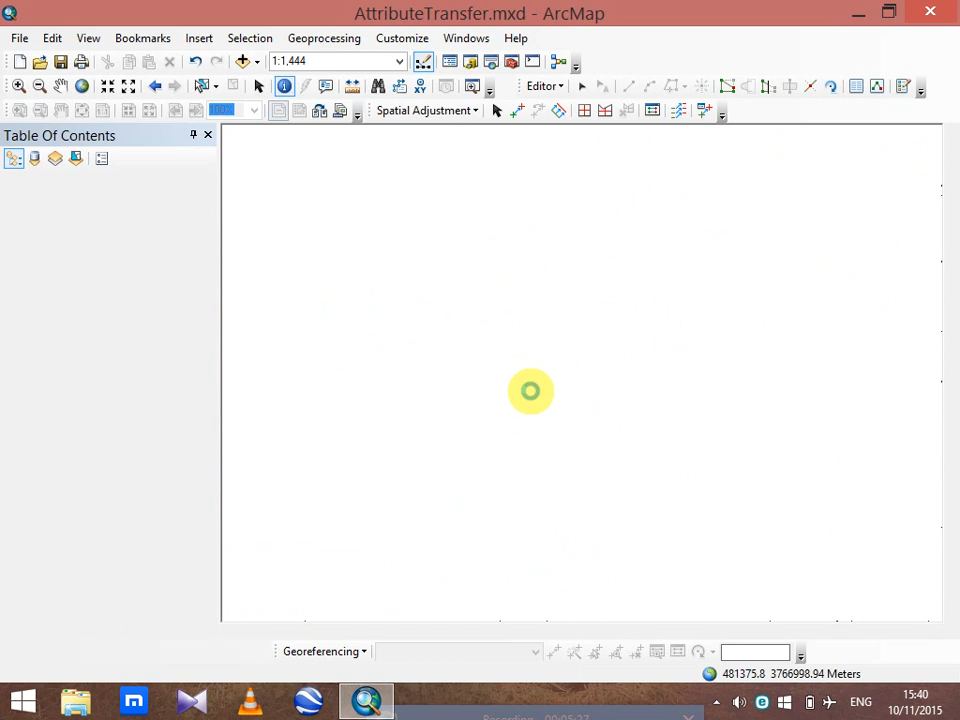 AttributeTransfer.mxd - ArcMap
File Edit View Bookmarks Insert Selection Geoprocessing Customize Windows Help
1:1,444
Editor
Spatial Adjustment
Table Of Contents
Georeferencing
481375.8 3766998.94 Meters
ENG
15:40
10/11/2015